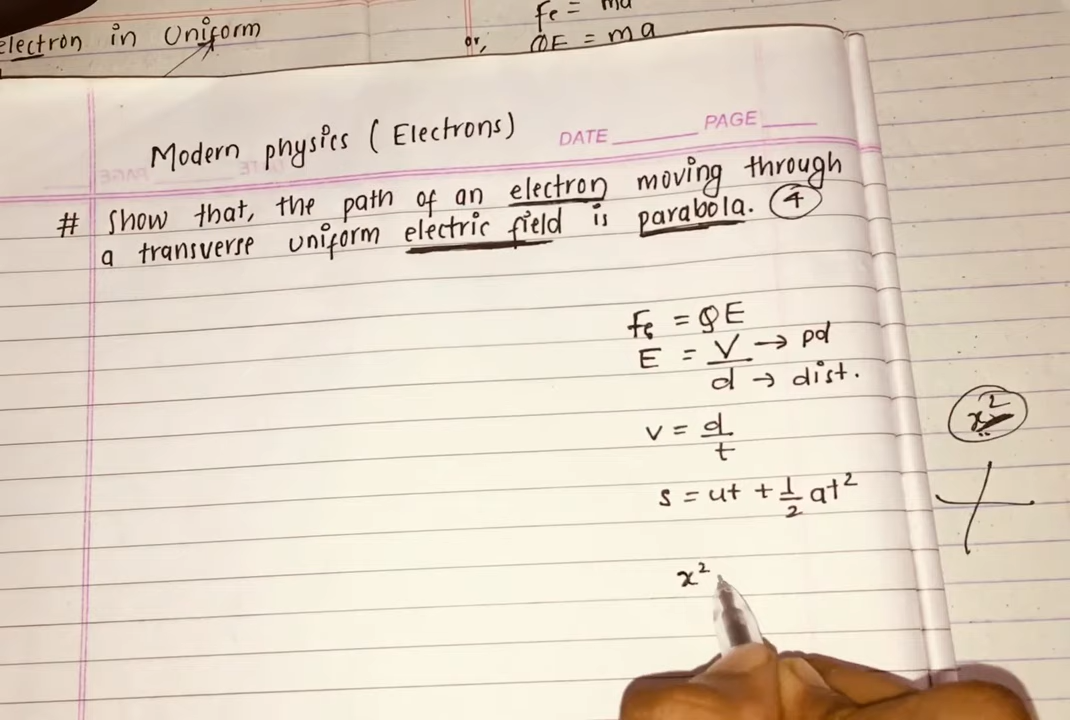 electron in Uniform
Fe = ma
or, QE = ma
Modern physics (Electrons)
DATE PAGE
# Show that, the path of an electron moving through
a transverse uniform electric field is parabola. 4
Fe = QE
E = V/d → pd
→ dist.
v = d/t
s = ut + 1/2 at²
x²
x²